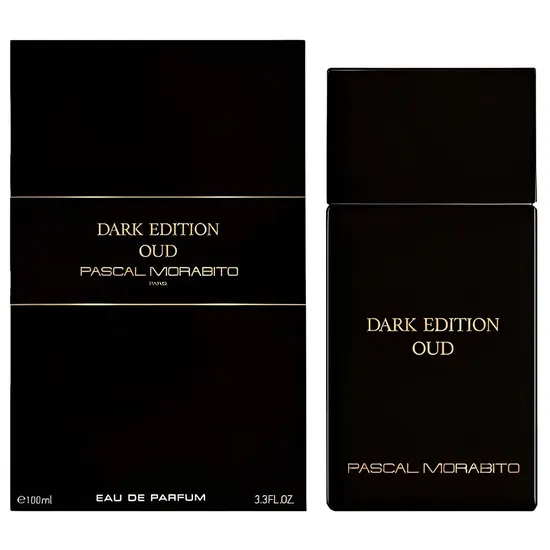 DARK EDITION
OUD
PASCAL MORABITO
PARIS
℮100ml
EAU DE PARFUM
3.3FL.OZ.
DARK EDITION
OUD
PASCAL MORABITO